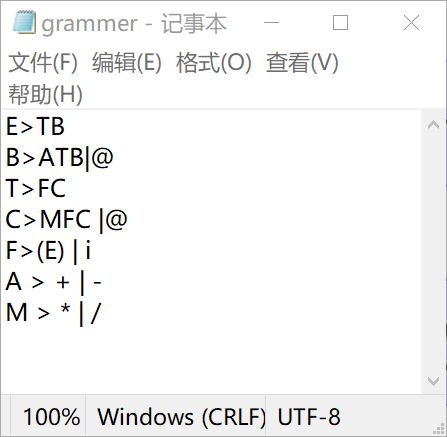 grammer - 记事本
文件(F) 编辑(E) 格式(O) 查看(V)
帮助(H)
E>TB
B>ATB|@
T>FC
C>MFC |@
F>(E) | i
A > + | -
M > * | /
100% Windows (CRLF) UTF-8